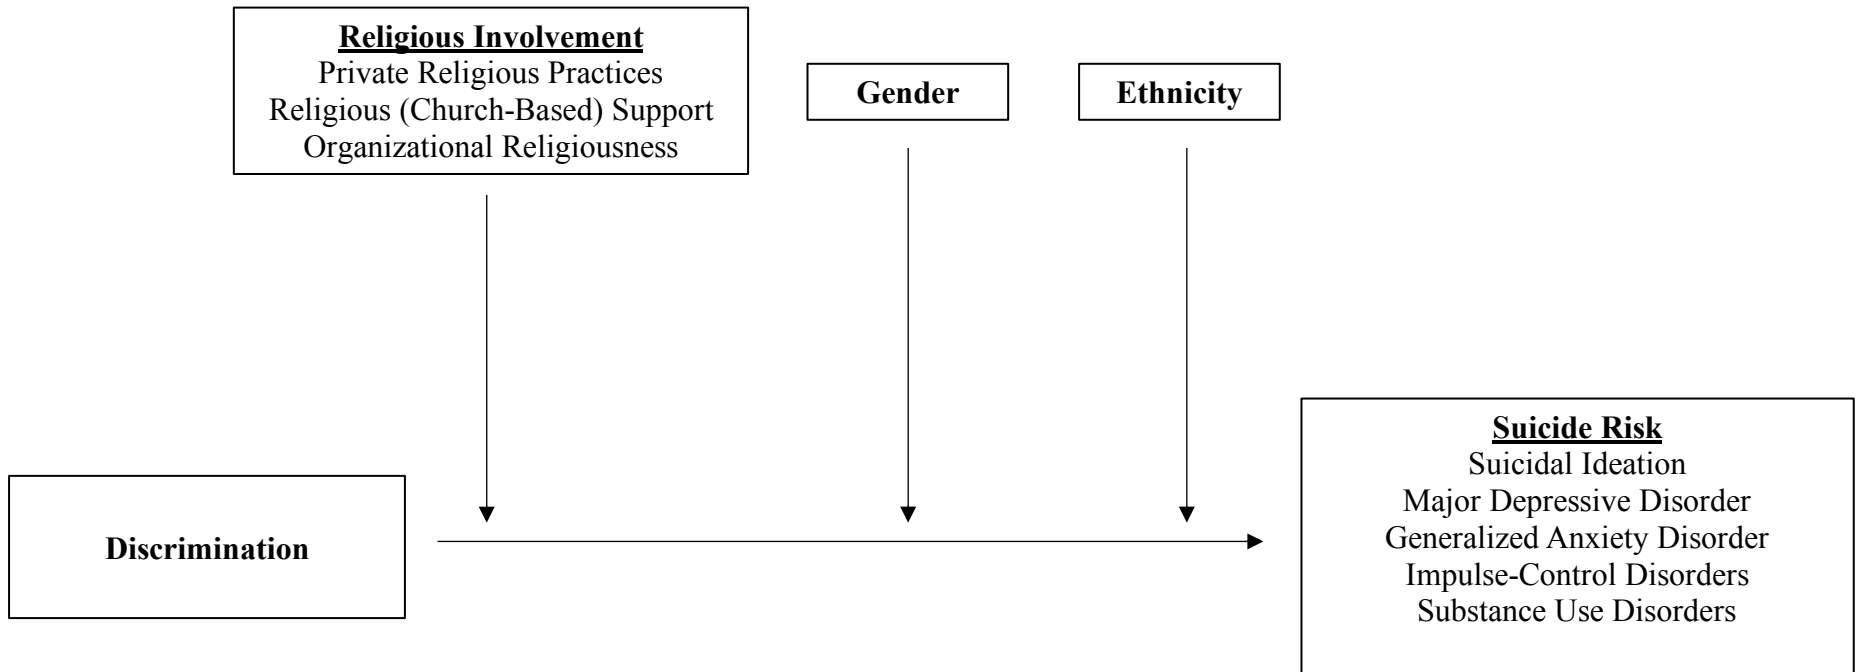 Religious Involvement
Private Religious Practices
Religious (Church-Based) Support
Organizational Religiousness
Gender
Ethnicity
Discrimination
Suicide Risk
Suicidal Ideation
Major Depressive Disorder
Generalized Anxiety Disorder
Impulse-Control Disorders
Substance Use Disorders